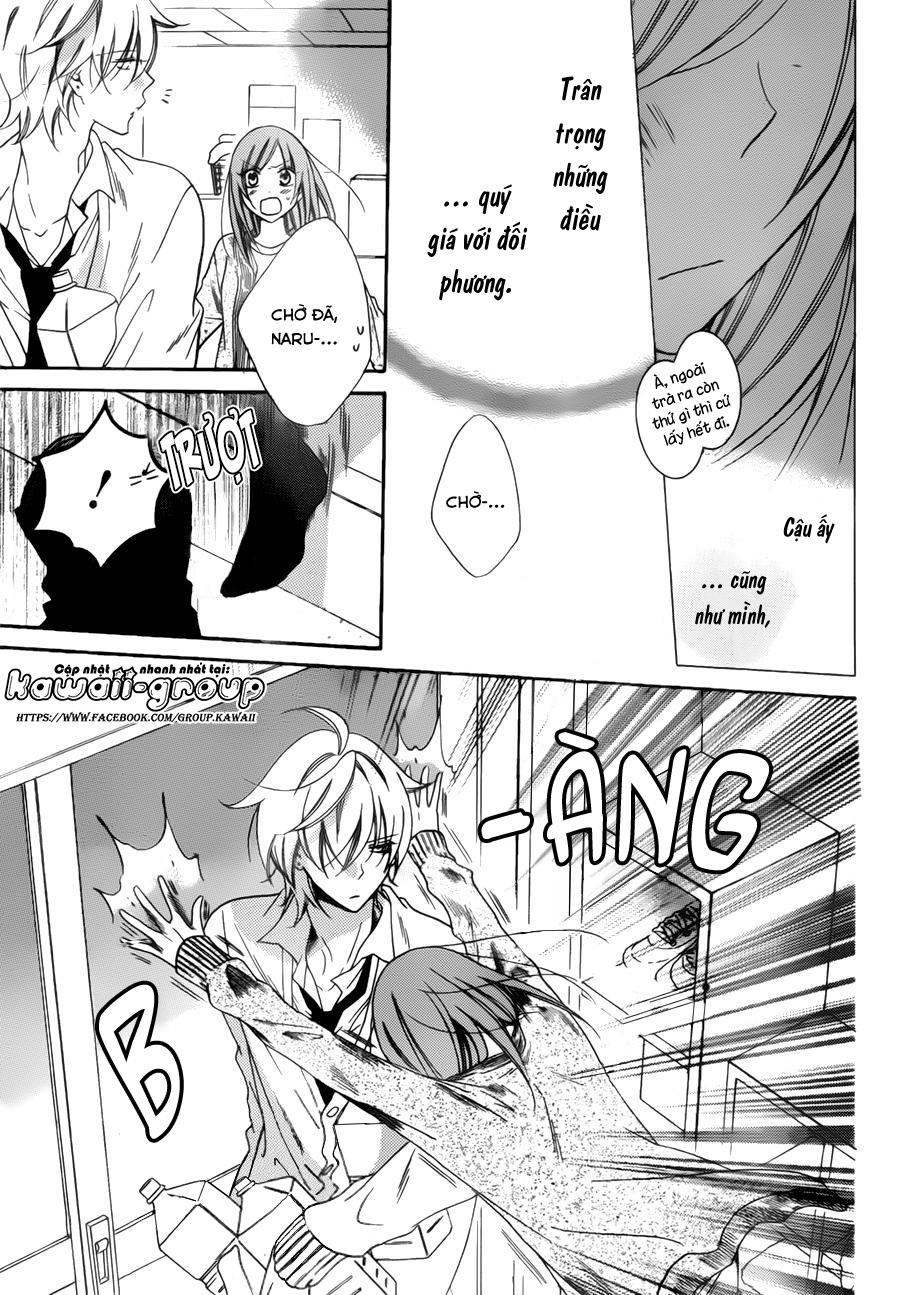 Trân
trọng
những
điều
... quý
giá với đối
phương.
À, ngoài
trà ra còn
thứ gì thì cứ
lấy hết đi.
Cậu ấy
... cũng
như mình,
CHỜ-...
CHỜ ĐÃ,
NARU-...
TRƯỢT
!
Cập nhật nhanh nhất tại:
kawaii-group
HTTPS://WWW.FACEBOOK.COM/GROUP.KAWAII
B
-ÀNG